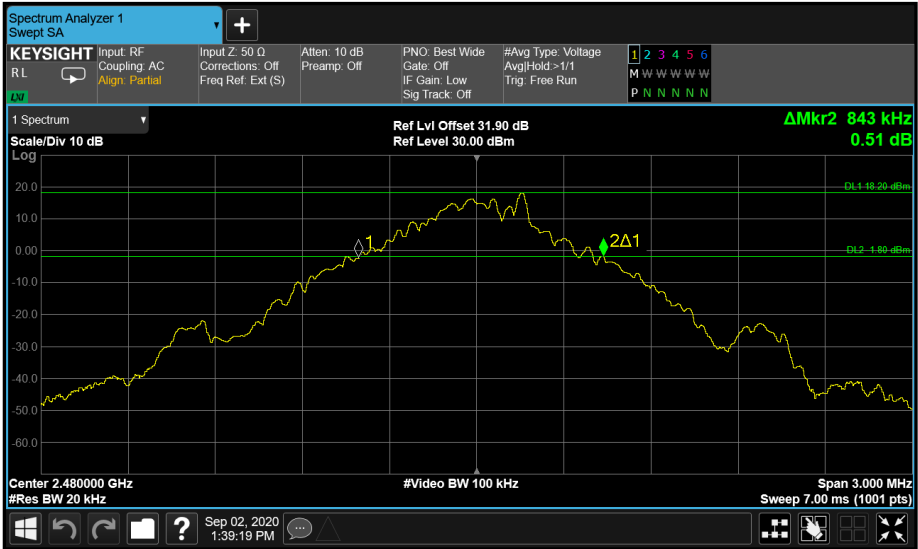 Spectrum Analyzer 1
Swept SA
+
KEYSIGHT
RL
LXI
Input: RF
Coupling: AC
Align: Partial
Input Z: 50 Ω
Corrections: Off
Freq Ref: Ext (S)
Atten: 10 dB
Preamp: Off
PNO: Best Wide
Gate: Off
IF Gain: Low
Sig Track: Off
#Avg Type: Voltage
Avg|Hold:>1/1
Trig: Free Run
1 2 3 4 5 6
M W W W W W
P N N N N N
1 Spectrum
Scale/Div 10 dB
Ref Lvl Offset 31.90 dB
Ref Level 30.00 dBm
ΔMkr2 843 kHz
0.51 dB
Log
20.0
10.0
0.00
-10.0
-20.0
-30.0
-40.0
-50.0
-60.0
DL1 18.20 dBm
DL2 -1.80 dBm
1
2Δ1
Center 2.480000 GHz
#Res BW 20 kHz
#Video BW 100 kHz
Span 3.000 MHz
Sweep 7.00 ms (1001 pts)
?
Sep 02, 2020
1:39:19 PM